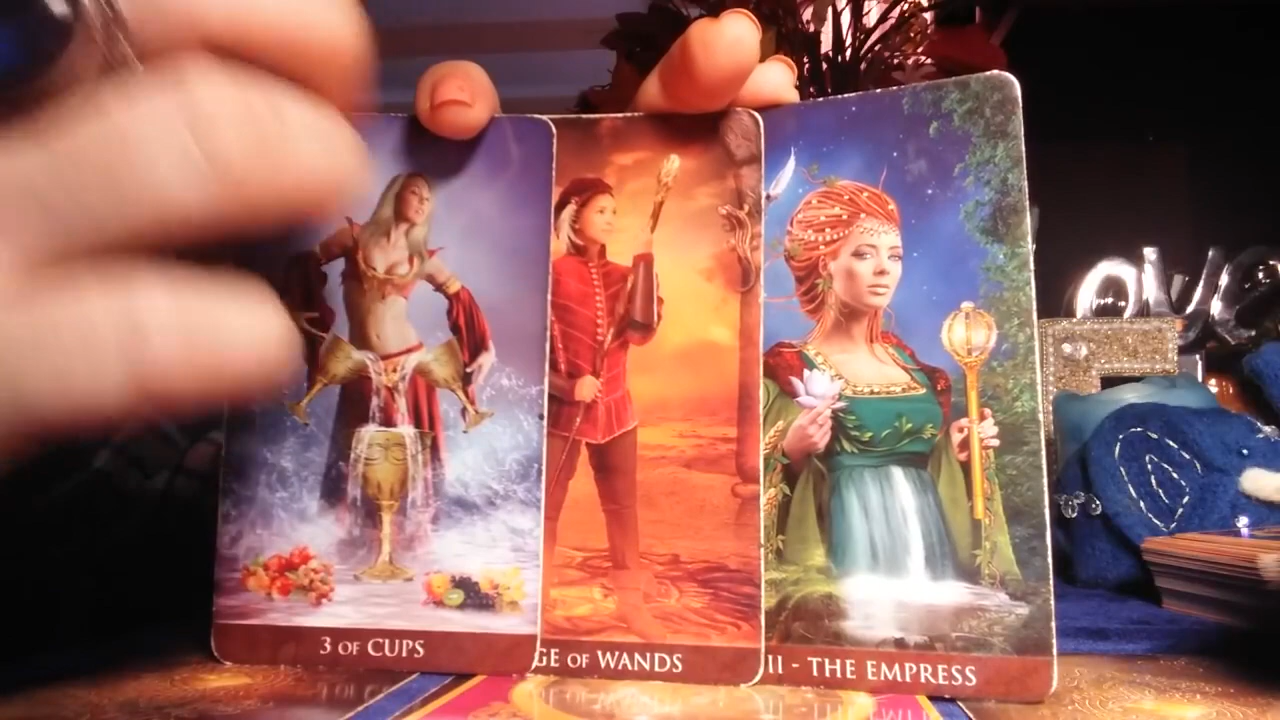 3 OF CUPS
GE OF WANDS
II - THE EMPRESS